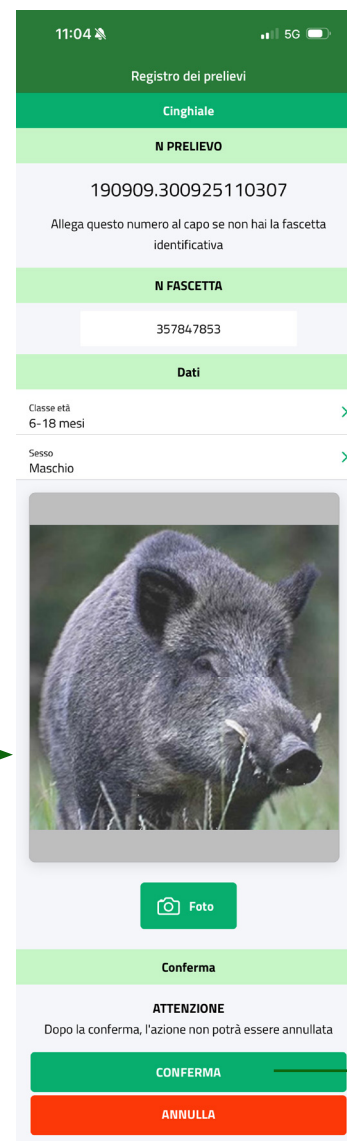 11:04 5G
Registro dei prelievi
Cinghiale
N PRELIEVO
190909.300925110307
Allega questo numero al capo se non hai la fascetta
identificativa
N FASCETTA
357847853
Dati
Classe età
6-18 mesi
Sesso
Maschio
Foto
Conferma
ATTENZIONE
Dopo la conferma, l'azione non potrà essere annullata
CONFERMA
ANNULLA